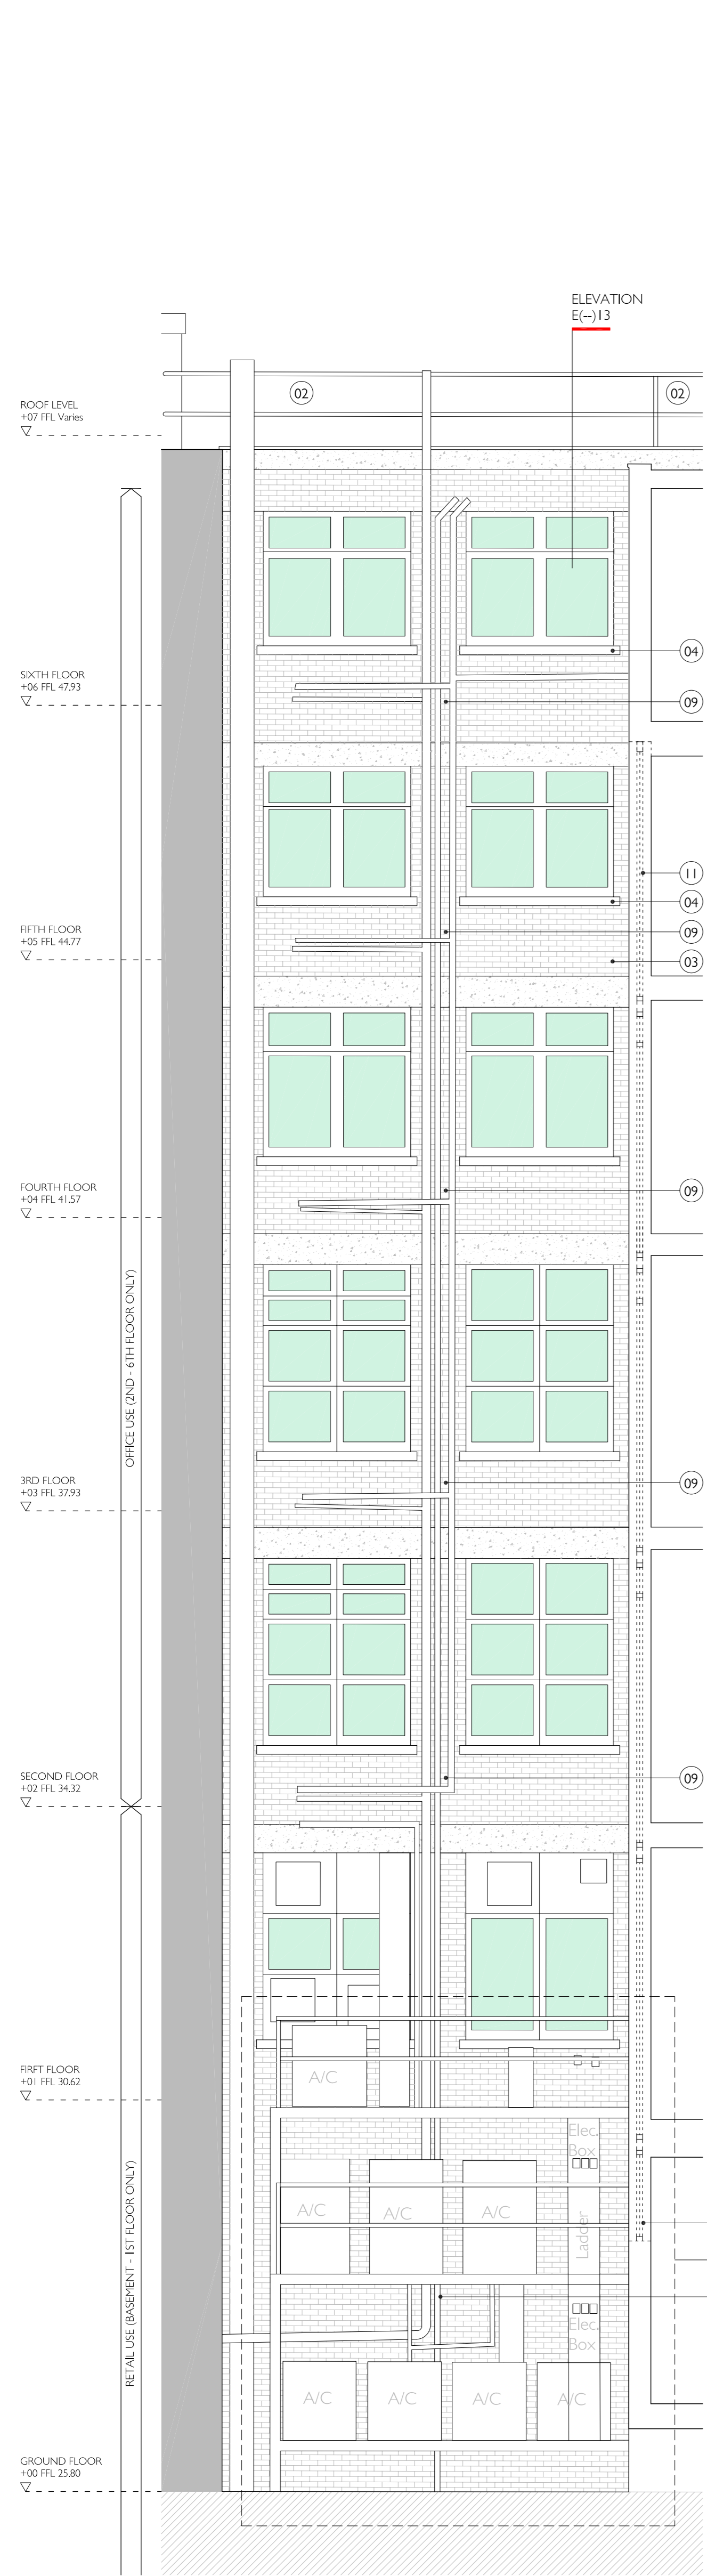 ELEVATION
E(--)13
02
02
ROOF LEVEL
+07 FFL Varies
04
SIXTH FLOOR
+06 FFL 47.93
09
11
04
FIFTH FLOOR
+05 FFL 44.77
09
03
FOURTH FLOOR
+04 FFL 41.57
09
OFFICE USE (2ND - 6TH FLOOR ONLY)
3RD FLOOR
+03 FFL 37.93
09
SECOND FLOOR
+02 FFL 34.32
09
FIRFT FLOOR
+01 FFL 30.62
A/C
Elec.
Box
A/C
A/C
A/C
Ladder
RETAIL USE (BASEMENT - 1ST FLOOR ONLY)
Elec.
Box
A/C
A/C
A/C
A/C
GROUND FLOOR
+00 FFL 25.80